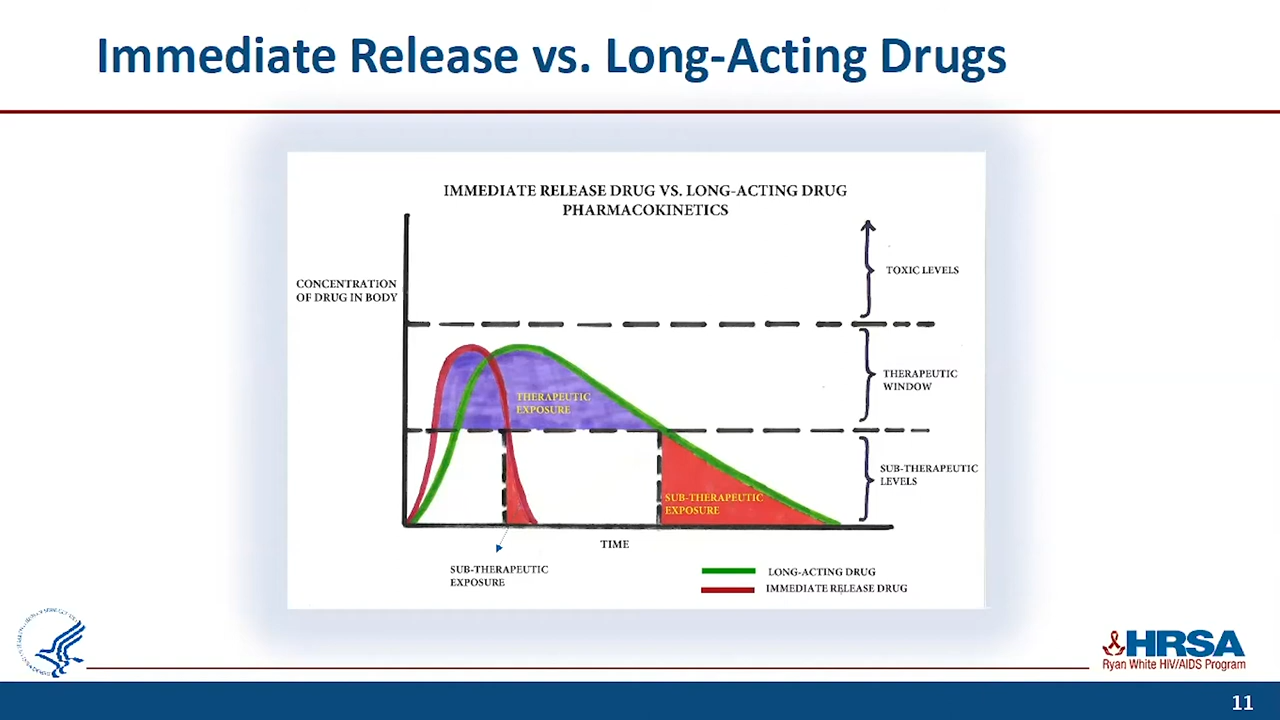 Immediate Release vs. Long-Acting Drugs
IMMEDIATE RELEASE DRUG VS. LONG-ACTING DRUG
PHARMACOKINETICS
CONCENTRATION
OF DRUG IN BODY
TOXIC LEVELS
THERAPEUTIC
WINDOW
THERAPEUTIC
EXPOSURE
SUB-THERAPEUTIC
LEVELS
SUB-THERAPEUTIC
EXPOSURE
TIME
SUB-THERAPEUTIC
EXPOSURE
LONG-ACTING DRUG
IMMEDIATE RELEASE DRUG
HRSA
Ryan White HIV/AIDS Program
11